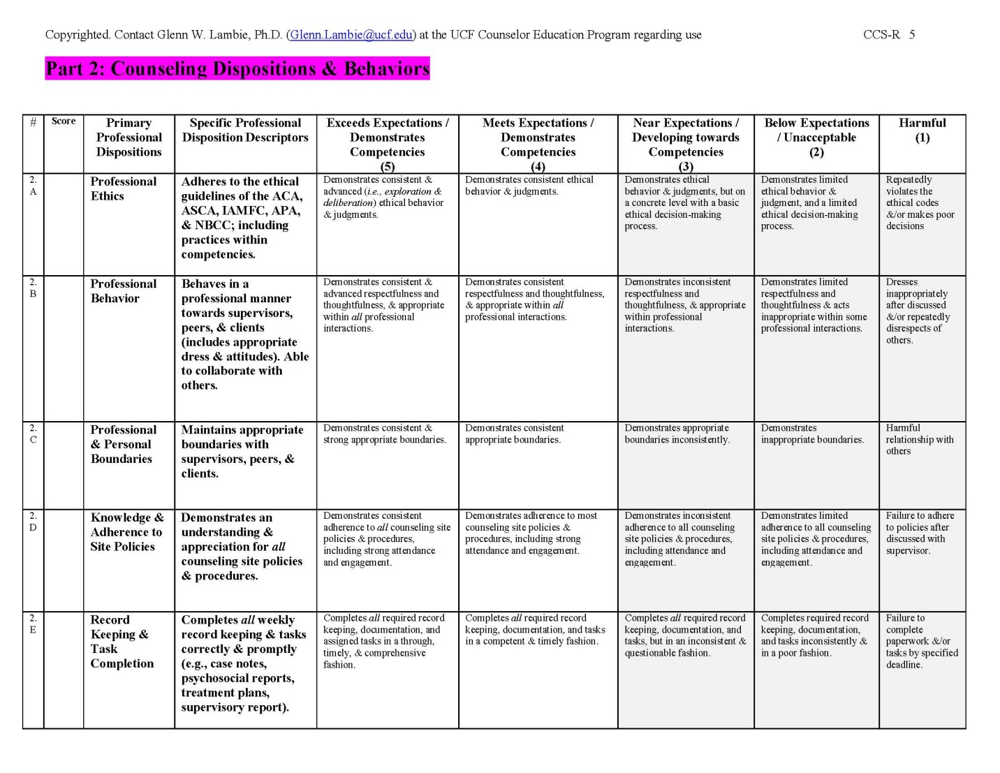 Copyrighted. Contact Glenn W. Lambie, Ph.D. (Glenn.Lambie@ucf.edu) at the UCF Counselor Education Program regarding use CCS-R 5
Part 2: Counseling Dispositions & Behaviors
#
Score
Primary
Professional
Dispositions
Specific Professional
Disposition Descriptors
Exceeds Expectations /
Demonstrates
Competencies
(5)
Meets Expectations /
Demonstrates
Competencies
(4)
Near Expectations /
Developing towards
Competencies
(3)
Below Expectations
/ Unacceptable
(2)
Harmful
(1)
2.
A
Professional
Ethics
Adheres to the ethical
guidelines of the ACA,
ASCA, IAMFC, APA,
& NBCC; including
practices within
competencies.
Demonstrates consistent &
advanced (i.e., exploration &
deliberation) ethical behavior
& judgments.
Demonstrates consistent ethical
behavior & judgments.
Demonstrates ethical
behavior & judgments, but on
a concrete level with a basic
ethical decision-making
process.
Demonstrates limited
ethical behavior &
judgment, and a limited
ethical decision-making
process.
Repeatedly
violates the
ethical codes
&/or makes poor
decisions
2.
B
Professional
Behavior
Behaves in a
professional manner
towards supervisors,
peers, & clients
(includes appropriate
dress & attitudes). Able
to collaborate with
others.
Demonstrates consistent &
advanced respectfulness and
thoughtfulness, & appropriate
within all professional
interactions.
Demonstrates consistent
respectfulness and thoughtfulness,
& appropriate within all
professional interactions.
Demonstrates inconsistent
respectfulness and
thoughtfulness, & appropriate
within professional
interactions.
Demonstrates limited
respectfulness and
thoughtfulness & acts
inappropriate within some
professional interactions.
Dresses
inappropriately
after discussed
&/or repeatedly
disrespects of
others.
2.
C
Professional
& Personal
Boundaries
Maintains appropriate
boundaries with
supervisors, peers, &
clients.
Demonstrates consistent &
strong appropriate boundaries.
Demonstrates consistent
appropriate boundaries.
Demonstrates appropriate
boundaries inconsistently.
Demonstrates
inappropriate boundaries.
Harmful
relationship with
others
2.
D
Knowledge &
Adherence to
Site Policies
Demonstrates an
understanding &
appreciation for all
counseling site policies
& procedures.
Demonstrates consistent
adherence to all counseling site
policies & procedures,
including strong attendance
and engagement.
Demonstrates adherence to most
counseling site policies &
procedures, including strong
attendance and engagement.
Demonstrates inconsistent
adherence to all counseling
site policies & procedures,
including attendance and
engagement.
Demonstrates limited
adherence to all counseling
site policies & procedures,
including attendance and
engagement.
Failure to adhere
to policies after
discussed with
supervisor.
2.
E
Record
Keeping &
Task
Completion
Completes all weekly
record keeping & tasks
correctly & promptly
(e.g., case notes,
psychosocial reports,
treatment plans,
supervisory report).
Completes all required record
keeping, documentation, and
assigned tasks in a through,
timely, & comprehensive
fashion.
Completes all required record
keeping, documentation, and tasks
in a competent & timely fashion.
Completes all required record
keeping, documentation, and
tasks, but in an inconsistent &
questionable fashion.
Completes required record
keeping, documentation,
and tasks inconsistently &
in a poor fashion.
Failure to
complete
paperwork &/or
tasks by specified
deadline.